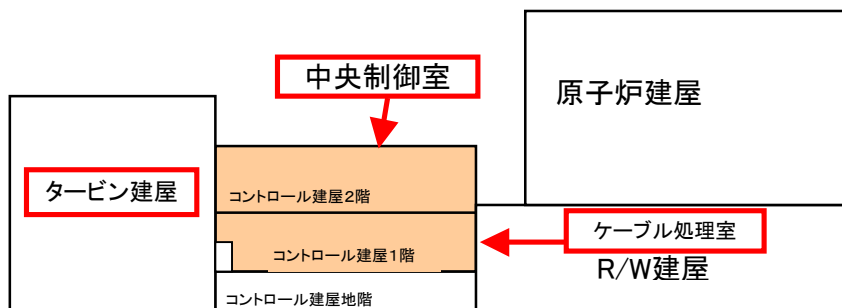 中央制御室
原子炉建屋
タービン建屋
コントロール建屋２階
ケーブル処理室
コントロール建屋１階
R/W建屋
コントロール建屋地階